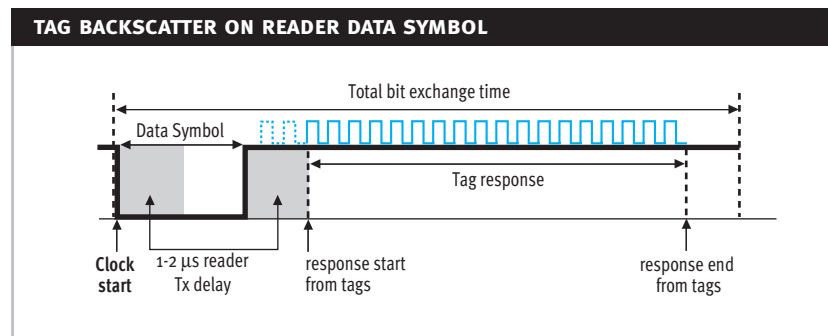 TAG BACKSCATTER ON READER DATA SYMBOL
Total bit exchange time
Data Symbol
Tag response
Clock
start
1-2 µs reader
Tx delay
response start
from tags
response end
from tags